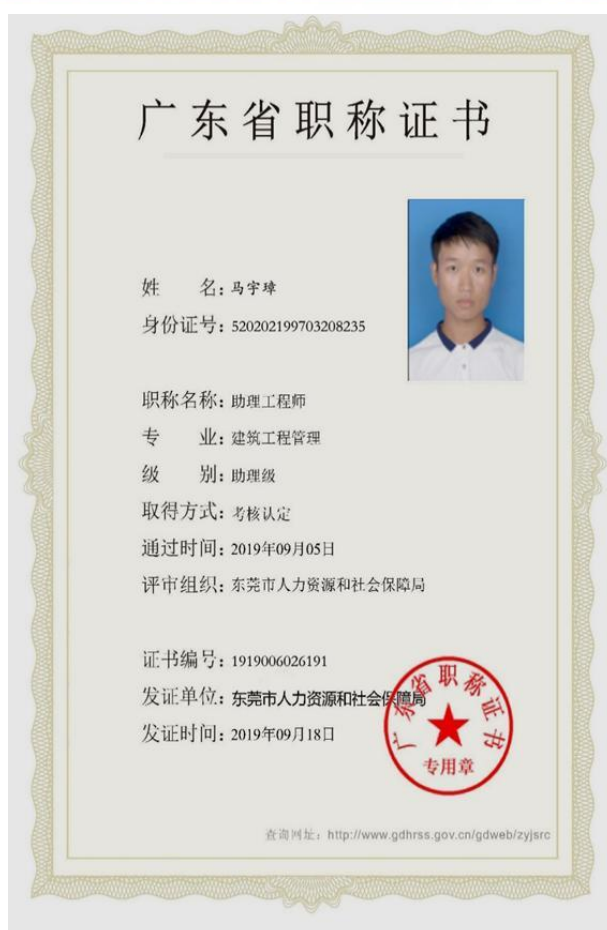 广东省职称证书
姓 名：马宇璋
身份证号：520202199703208235
职称名称：助理工程师
专 业：建筑工程管理
级 别：助理级
取得方式：考核认定
通过时间：2019年09月05日
评审组织：东莞市人力资源和社会保障局
证书编号：1919006026191
发证单位：东莞市人力资源和社会保障局
发证时间：2019年09月18日
广东省职称证书
专用章
查询网址：http://www.gdhrss.gov.cn/gdweb/zyjsrc